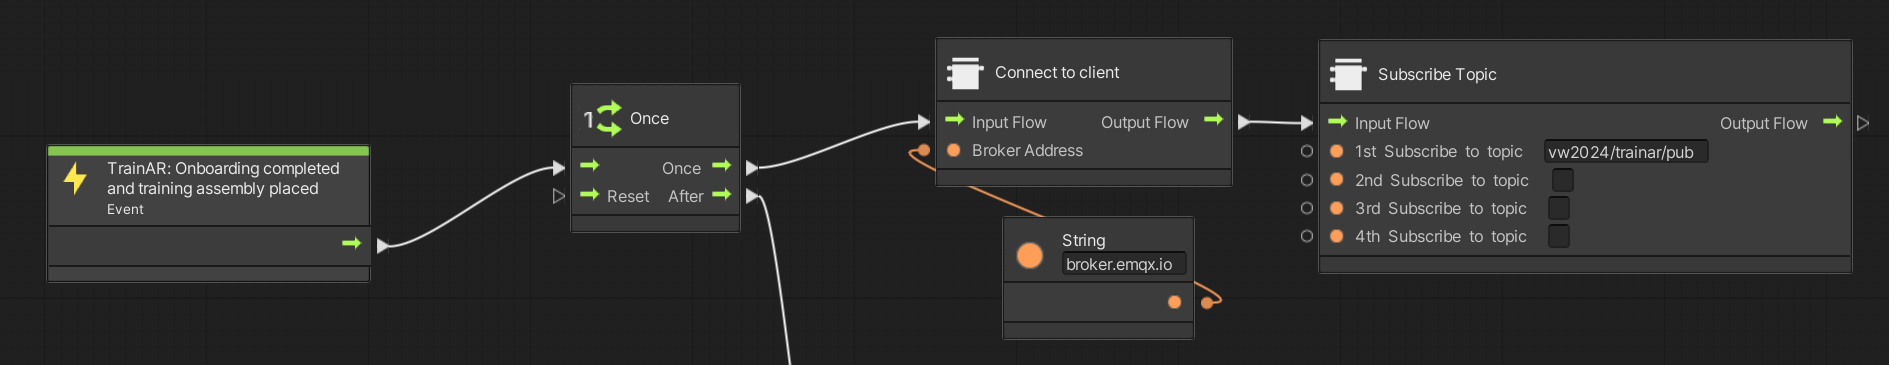 TrainAR: Onboarding completed
and training assembly placed
Event
1 Once
Once
Reset After
Connect to client
Input Flow Output Flow
Broker Address
String
broker.emqx.io
Subscribe Topic
Input Flow Output Flow
1st Subscribe to topic vw2024/trainar/pub
2nd Subscribe to topic
3rd Subscribe to topic
4th Subscribe to topic